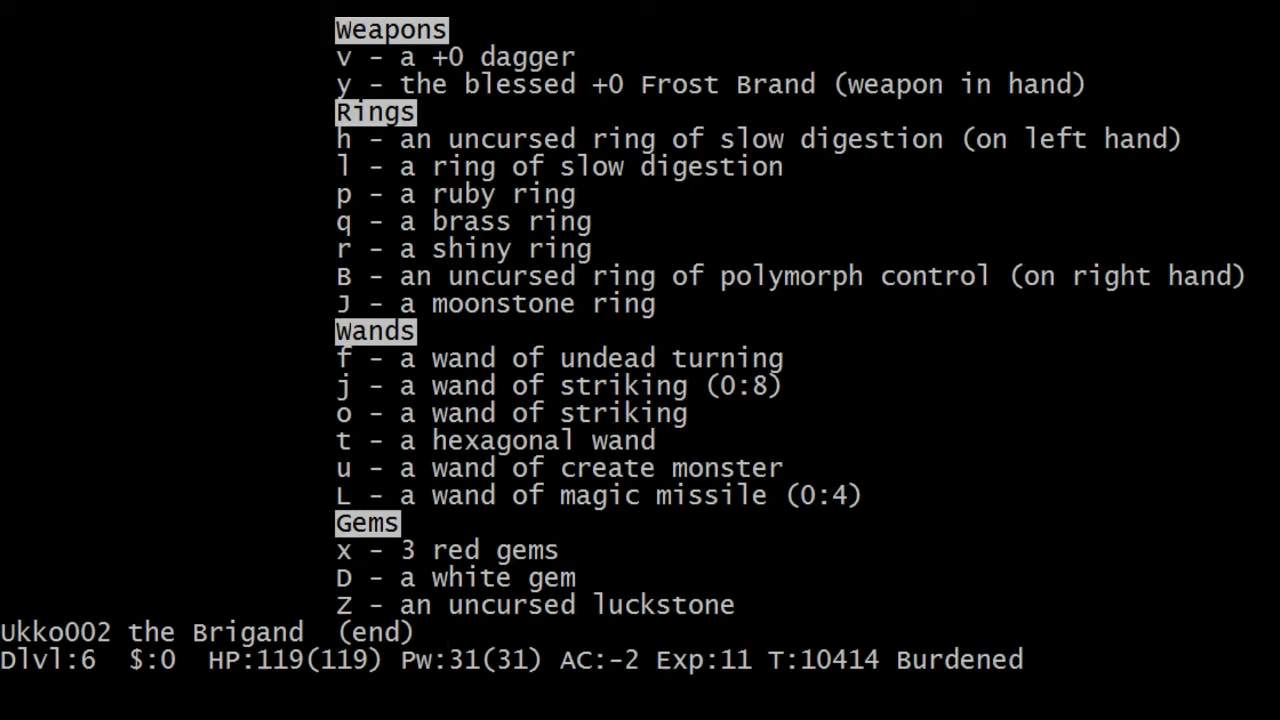 Weapons
v - a +0 dagger
y - the blessed +0 Frost Brand (weapon in hand)
Rings
h - an uncursed ring of slow digestion (on left hand)
l - a ring of slow digestion
p - a ruby ring
q - a brass ring
r - a shiny ring
B - an uncursed ring of polymorph control (on right hand)
J - a moonstone ring
Wands
f - a wand of undead turning
j - a wand of striking (0:8)
o - a wand of striking
t - a hexagonal wand
u - a wand of create monster
L - a wand of magic missile (0:4)
Gems
x - 3 red gems
D - a white gem
Z - an uncursed luckstone
Ukko002 the Brigand (end)
Dlvl:6 $:0 HP:119(119) Pw:31(31) AC:-2 Exp:11 T:10414 Burdened